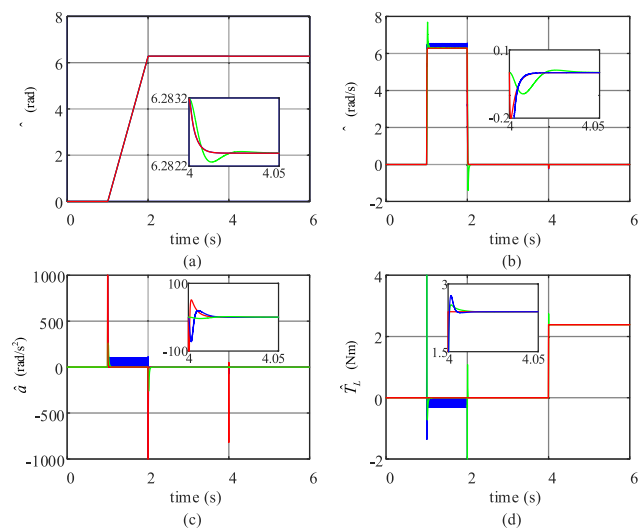 8
6
4
2
0
ˆ (rad)
6.2832
6.2822
4
4.05
0 2 4 6
time (s)
(a)
8
6
4
2
0
-2
ˆ (rad/s)
0.1
-0.2
4
4.05
0 2 4 6
time (s)
(b)
1000
500
0
-500
-1000
â (rad/s²)
100
-100
4
4.05
0 2 4 6
time (s)
(c)
4
2
0
-2
T̂_L (Nm)
3
1.5
4
4.05
0 2 4 6
time (s)
(d)